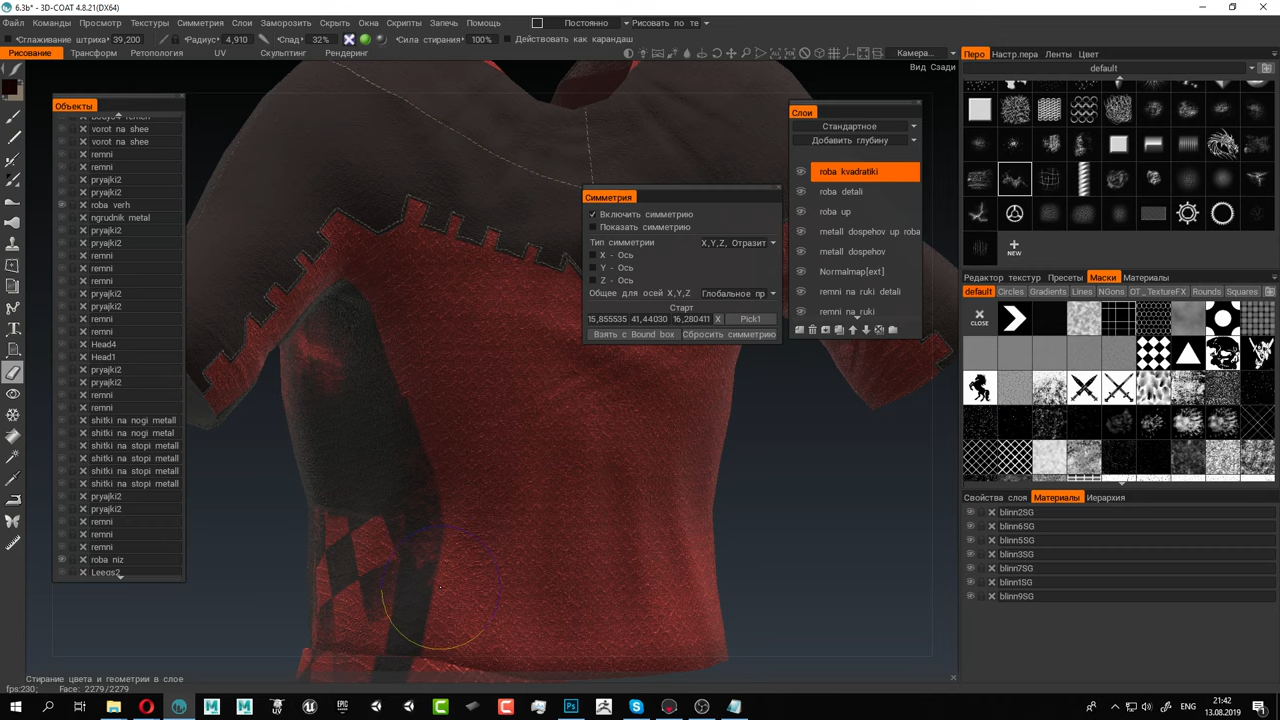 6.3b* - 3D-COAT 4.8.21(DX64)
Файл Команды Просмотр Текстуры Симметрия Слои Заморозить Скрыть Окна Скрипты Запечь Помощь Постоянно Рисовать по те
Сглаживание штриха 39,200 Радиус 4,910 Спад 32% Сила стирания 100% Действовать как карандаш
Рисование Трансформ Ретопология UV Скульптинг Рендеринг Камера...
Вид Сзади
Объекты
vorot na shee
vorot na shee
remni
remni
pryajki2
pryajki2
roba verh
ngrudnik metal
pryajki2
pryajki2
remni
remni
remni
pryajki2
pryajki2
remni
remni
Head4
Head1
pryajki2
pryajki2
remni
remni
shitki na nogi metall
shitki na nogi metal
shitki na stopi metall
shitki na stopi metall
shitki na stopi metall
shitki na stopi metall
pryajki2
pryajki2
remni
remni
remni
roba niz
Leegs2
Симметрия
Включить симметрию
Показать симметрию
Тип симметрии X,Y,Z, Отразит
X - Ось
Y - Ось
Z - Ось
Общее для осей X,Y,Z Глобальное пр
Старт
15,855535 41,44030 16,280411 X Pick1
Взять с Bound box Сбросить симметрию
Слои
Стандартное
Добавить глубину
roba kvadratiki
roba detali
roba up
metall dospehov up roba
metall dospehov
Normalmap[ext]
remni na ruki detali
remni na ruki
Перо Настр.пера Ленты Цвет
default
NEW
Редактор текстур Пресеты Маски Материалы
default Circles Gradients Lines NGons OT_TextureFX Rounds Squares
CLOSE
Свойства слоя Материалы Иерархия
blinn2SG
blinn6SG
blinn5SG
blinn3SG
blinn7SG
blinn1SG
blinn9SG
Стирание цвета и геометрии в слое
fps:230; Face: 2279/2279
21:42
13.08.2019